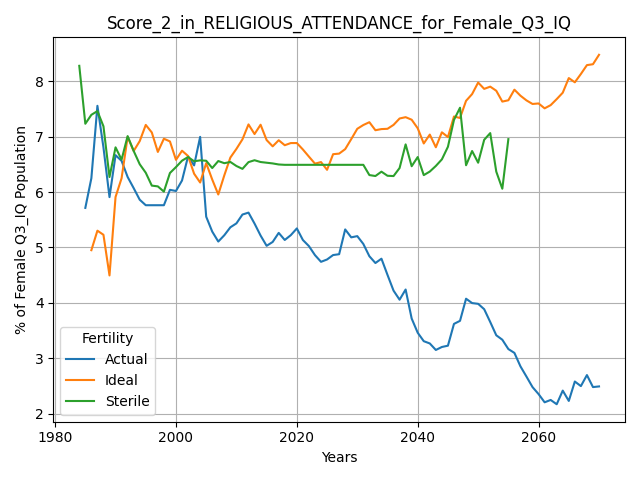 Score_2_in_RELIGIOUS_ATTENDANCE_for_Female_Q3_IQ
% of Female Q3_IQ Population
8
7
6
5
4
3
2
Fertility
Actual
Ideal
Sterile
1980
2000
2020
2040
2060
Years